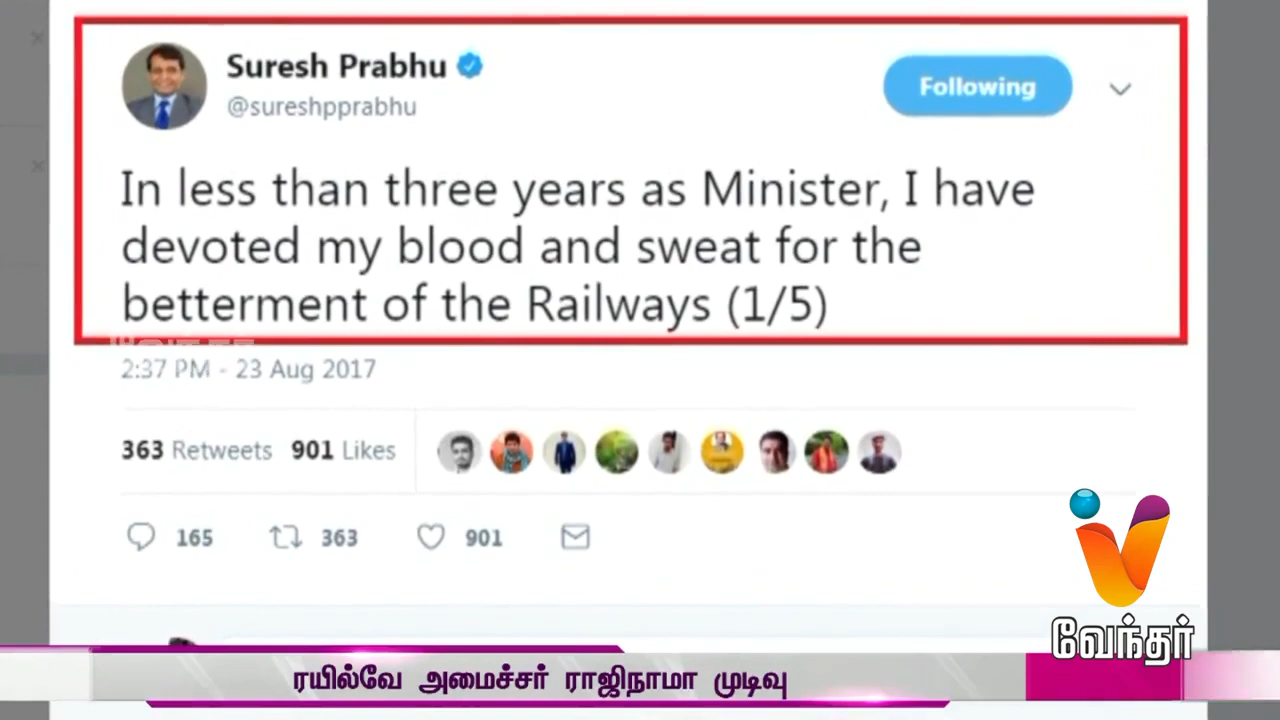 Suresh Prabhu
@sureshpprabhu
Following
In less than three years as Minister, I have
devoted my blood and sweat for the
betterment of the Railways (1/5)
2:37 PM - 23 Aug 2017
363 Retweets 901 Likes
165 363 901
வேந்தர்
ரயில்வே அமைச்சர் ராஜினாமா முடிவு